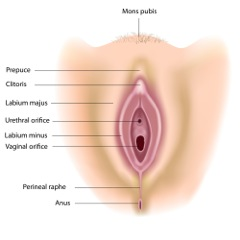 Mons pubis
Prepuce
Clitoris
Labium majus
Urethral orifice
Labium minus
Vaginal orifice
Perineal raphe
Anus